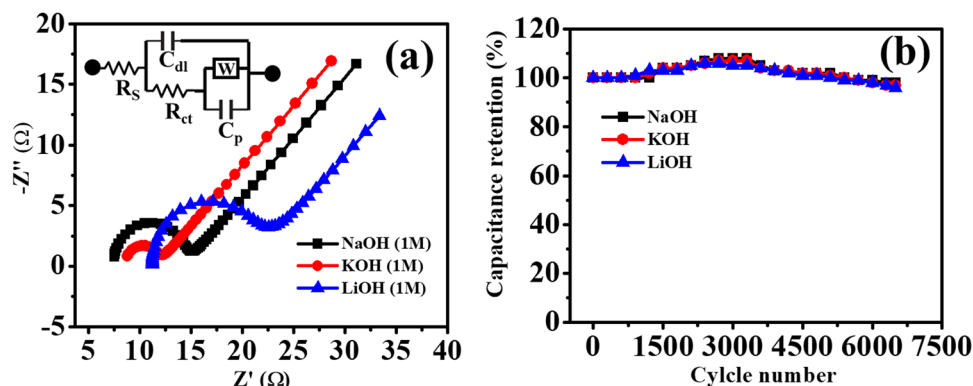 20
15
10
5
0
-5
-Z'' (Ω)
(a)
C_dl
R_S
W
R_ct
C_p
NaOH (1M)
KOH (1M)
LiOH (1M)
5 10 15 20 25 30 35 40
Z' (Ω)
120
100
80
60
40
20
0
Capacitance retention (%)
(b)
NaOH
KOH
LiOH
0 1500 3000 4500 6000 7500
Cylcle number